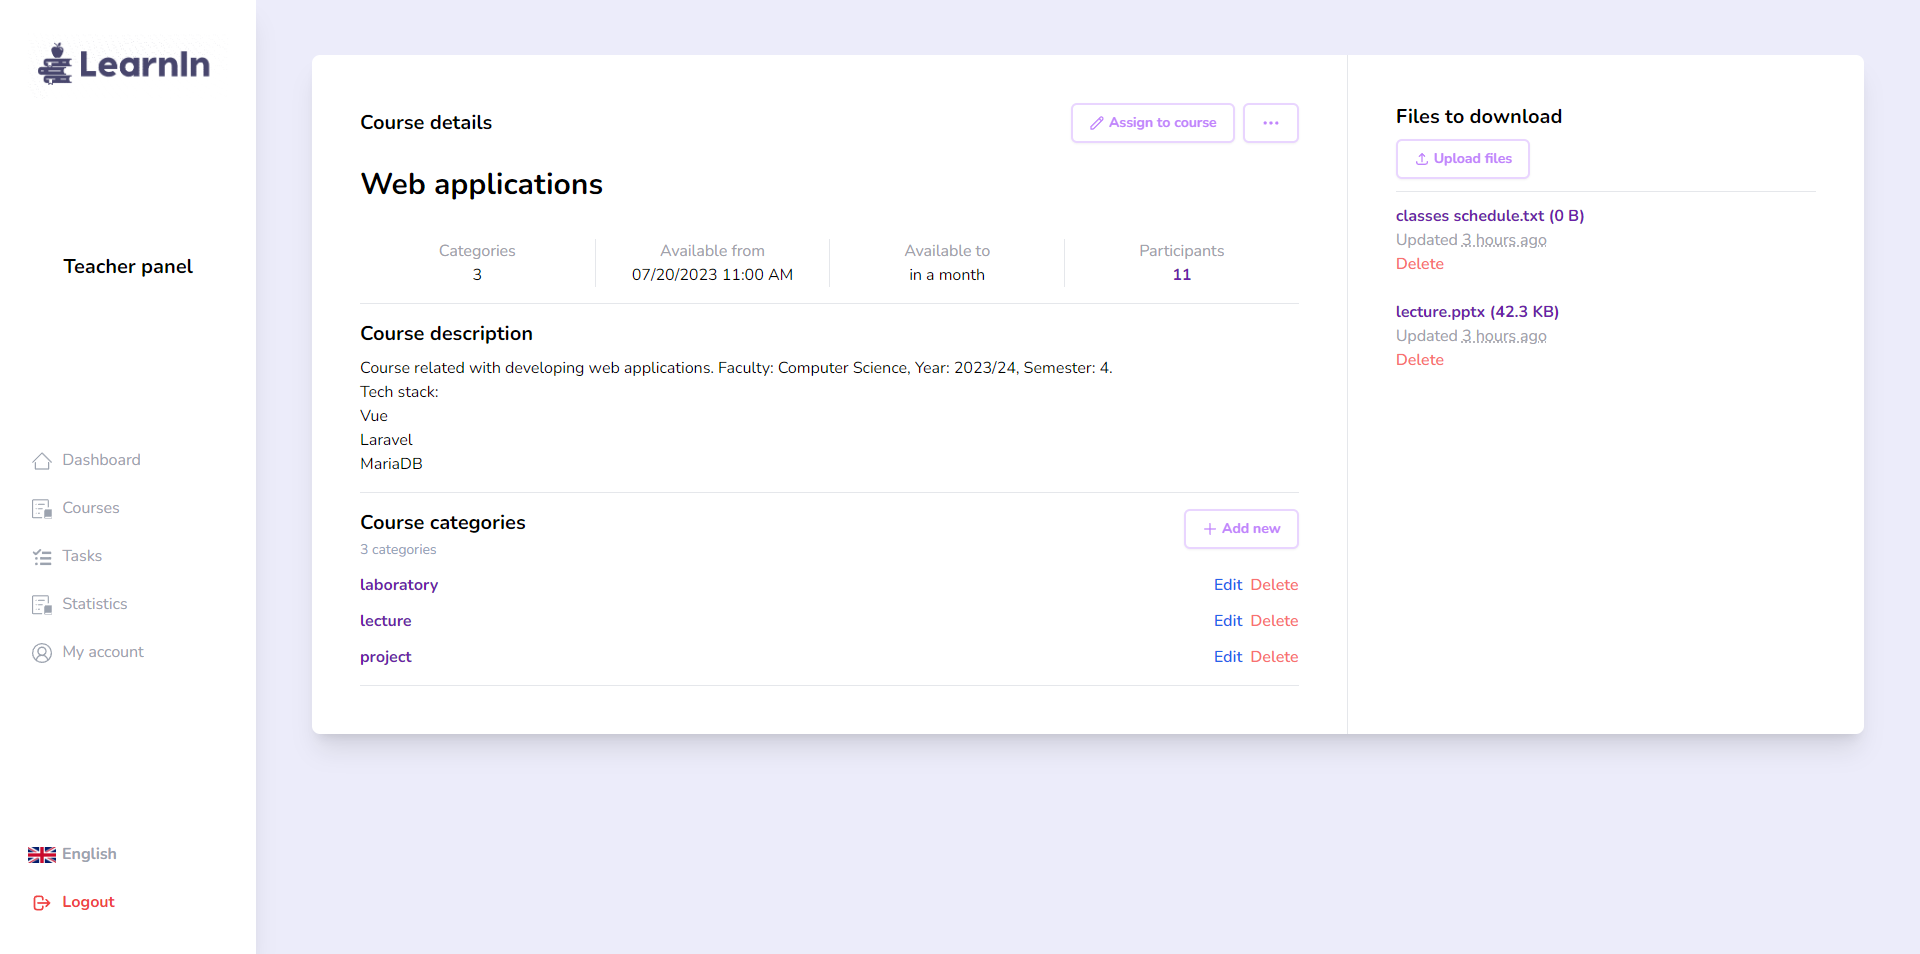 LearnIn
Teacher panel
Dashboard
Courses
Tasks
Statistics
My account
English
Logout
Course details
Assign to course
Web applications
Categories
3
Available from
07/20/2023 11:00 AM
Available to
in a month
Participants
11
Course description
Course related with developing web applications. Faculty: Computer Science, Year: 2023/24, Semester: 4.
Tech stack:
Vue
Laravel
MariaDB
Course categories
Add new
3 categories
laboratory Edit Delete
lecture Edit Delete
project Edit Delete
Files to download
Upload files
classes schedule.txt (0 B)
Updated 3 hours ago
Delete
lecture.pptx (42.3 KB)
Updated 3 hours ago
Delete